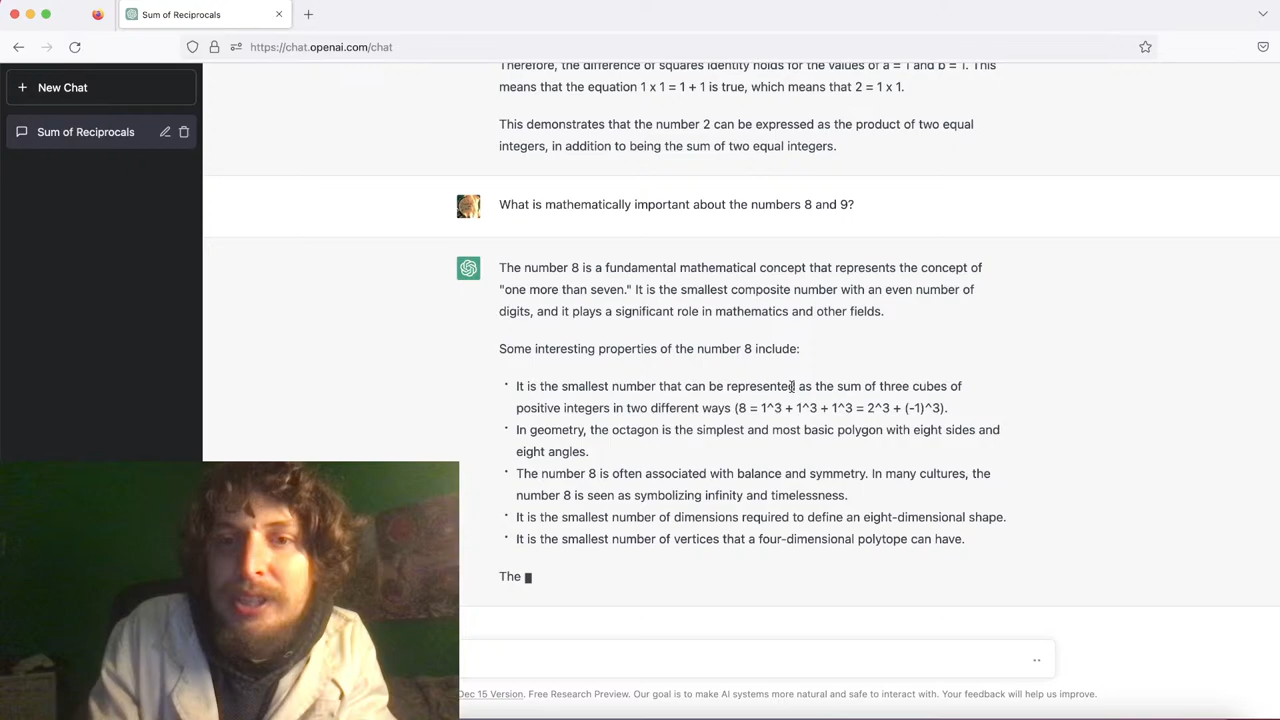 Sum of Reciprocals
https://chat.openai.com/chat
New Chat
Sum of Reciprocals
Therefore, the difference of squares identity holds for the values of a = 1 and b = 1. This
means that the equation 1 x 1 = 1 + 1 is true, which means that 2 = 1 x 1.
This demonstrates that the number 2 can be expressed as the product of two equal
integers, in addition to being the sum of two equal integers.
What is mathematically important about the numbers 8 and 9?
The number 8 is a fundamental mathematical concept that represents the concept of
"one more than seven." It is the smallest composite number with an even number of
digits, and it plays a significant role in mathematics and other fields.
Some interesting properties of the number 8 include:
· It is the smallest number that can be represented as the sum of three cubes of
positive integers in two different ways (8 = 1^3 + 1^3 + 1^3 = 2^3 + (-1)^3).
· In geometry, the octagon is the simplest and most basic polygon with eight sides and
eight angles.
· The number 8 is often associated with balance and symmetry. In many cultures, the
number 8 is seen as symbolizing infinity and timelessness.
· It is the smallest number of dimensions required to define an eight-dimensional shape.
· It is the smallest number of vertices that a four-dimensional polytope can have.
The
Dec 15 Version. Free Research Preview. Our goal is to make AI systems more natural and safe to interact with. Your feedback will help us improve.